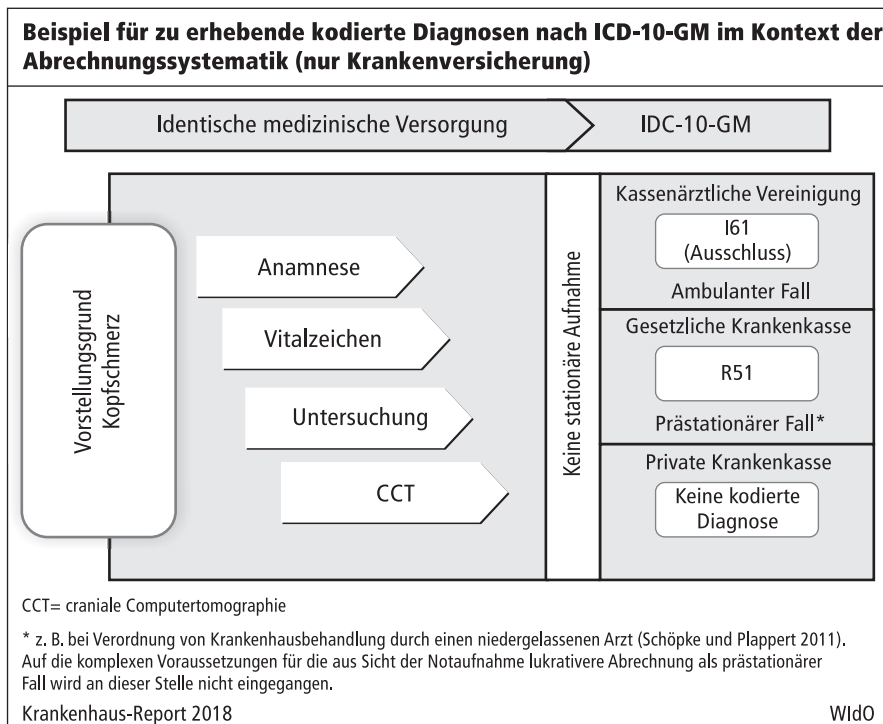 Beispiel für zu erhebende kodierte Diagnosen nach ICD-10-GM im Kontext der
Abrechnungssystematik (nur Krankenversicherung)
Identische medizinische Versorgung
IDC-10-GM
Vorstellungsgrund
Kopfschmerz
Anamnese
Vitalzeichen
Untersuchung
CCT
Keine stationäre Aufnahme
Kassenärztliche Vereinigung
I61
(Ausschluss)
Ambulanter Fall
Gesetzliche Krankenkasse
R51
Prästationärer Fall*
Private Krankenkasse
Keine kodierte
Diagnose
CCT= craniale Computertomographie
* z. B. bei Verordnung von Krankenhausbehandlung durch einen niedergelassenen Arzt (Schöpke und Plappert 2011).
Auf die komplexen Voraussetzungen für die aus Sicht der Notaufnahme lukrativere Abrechnung als prästationärer
Fall wird an dieser Stelle nicht eingegangen.
Krankenhaus-Report 2018
WIdO